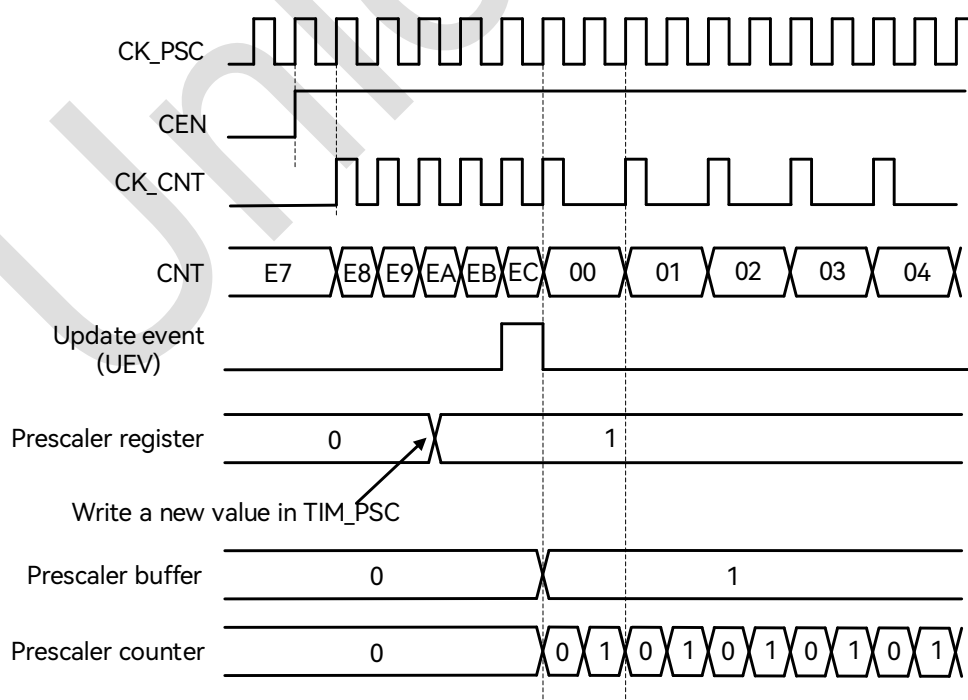 CK_PSC
CEN
CK_CNT
CNT E7 E8 E9 EA EB EC 00 01 02 03 04
Update event
(UEV)
Prescaler register 0 1
Write a new value in TIM_PSC
Prescaler buffer 0 1
Prescaler counter 0 0 1 0 1 0 1 0 1 0 1